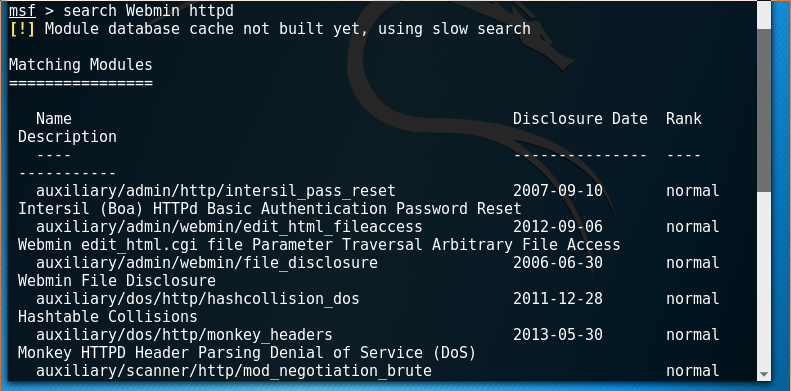 msf > search Webmin httpd
[!] Module database cache not built yet, using slow search
Matching Modules
================
Name Disclosure Date Rank
Description
---- --------------- ----
-----------
auxiliary/admin/http/intersil_pass_reset 2007-09-10 normal
Intersil (Boa) HTTPd Basic Authentication Password Reset
auxiliary/admin/webmin/edit_html_fileaccess 2012-09-06 normal
Webmin edit_html.cgi file Parameter Traversal Arbitrary File Access
auxiliary/admin/webmin/file_disclosure 2006-06-30 normal
Webmin File Disclosure
auxiliary/dos/http/hashcollision_dos 2011-12-28 normal
Hashtable Collisions
auxiliary/dos/http/monkey_headers 2013-05-30 normal
Monkey HTTPD Header Parsing Denial of Service (DoS)
auxiliary/scanner/http/mod_negotiation_brute normal